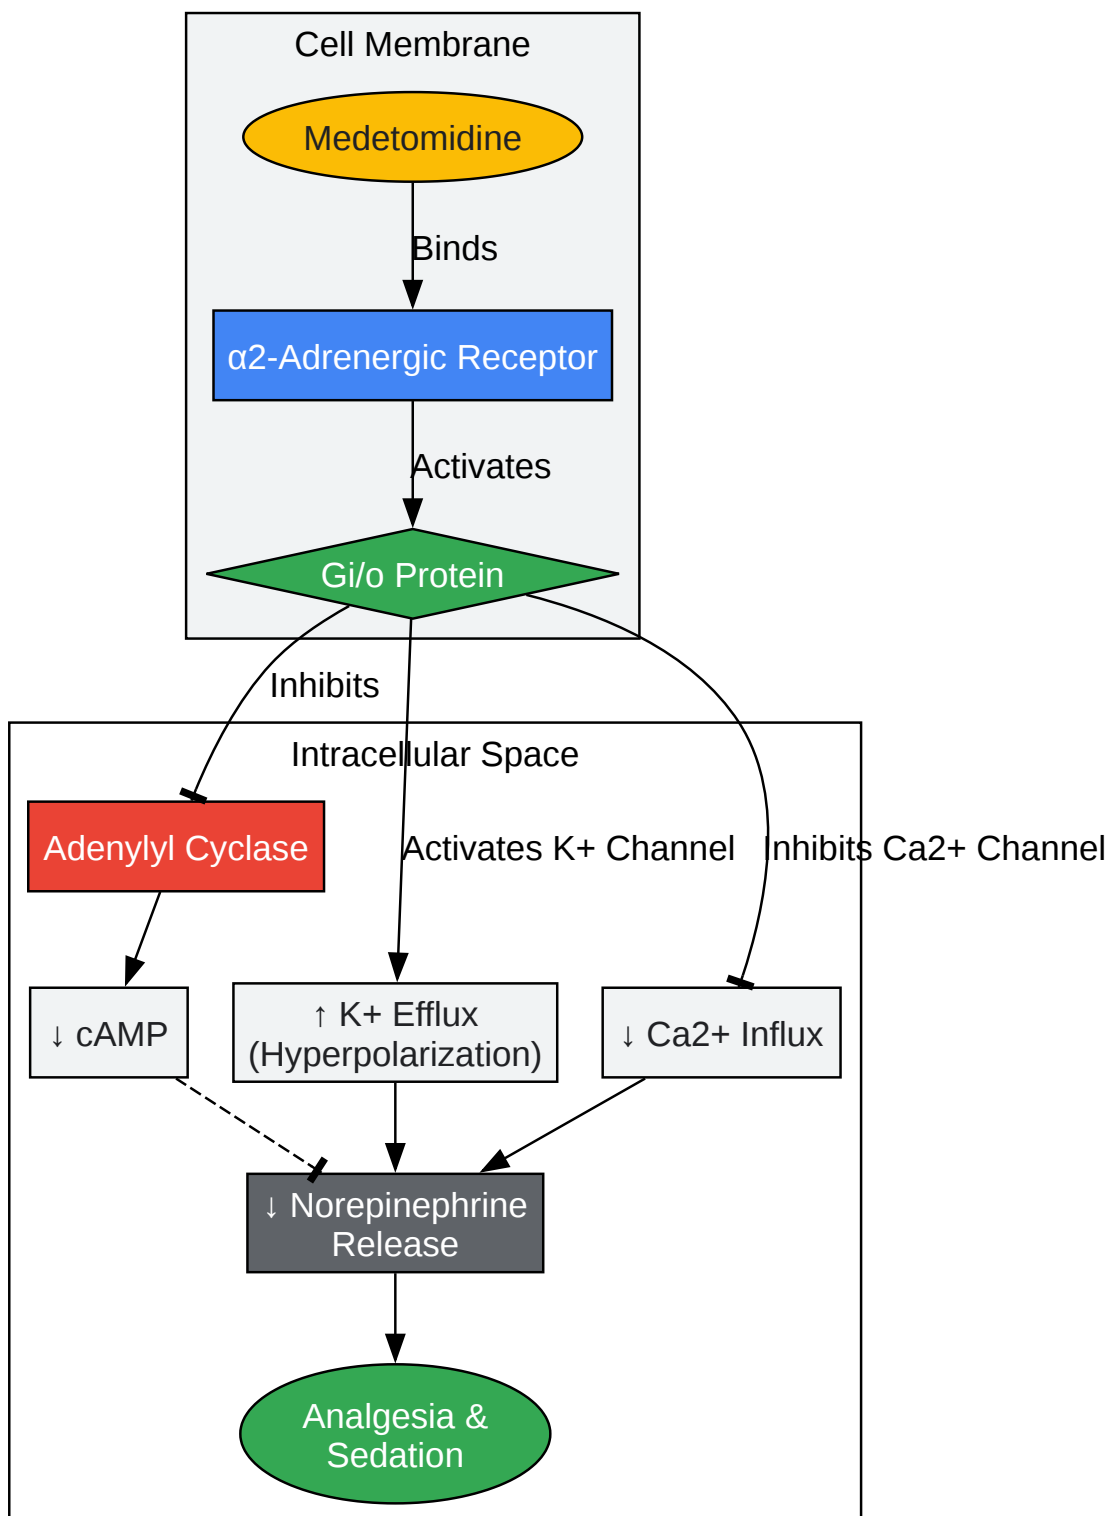 Cell Membrane
Medetomidine
Binds
α2-Adrenergic Receptor
Activates
Gi/o Protein
Inhibits
Intracellular Space
Adenylyl Cyclase
Activates K+ Channel
Inhibits Ca2+ Channel
↓ cAMP
↑ K+ Efflux
(Hyperpolarization)
↓ Ca2+ Influx
↓ Norepinephrine
Release
Analgesia &
Sedation